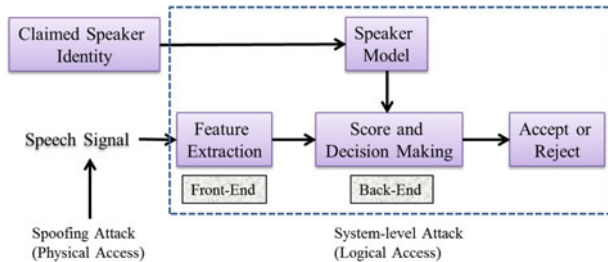 Claimed Speaker
Identity
Speaker
Model
Speech Signal
Feature
Extraction
Score and
Decision Making
Accept or
Reject
Front-End
Back-End
Spoofing Attack
(Physical Access)
System-level Attack
(Logical Access)